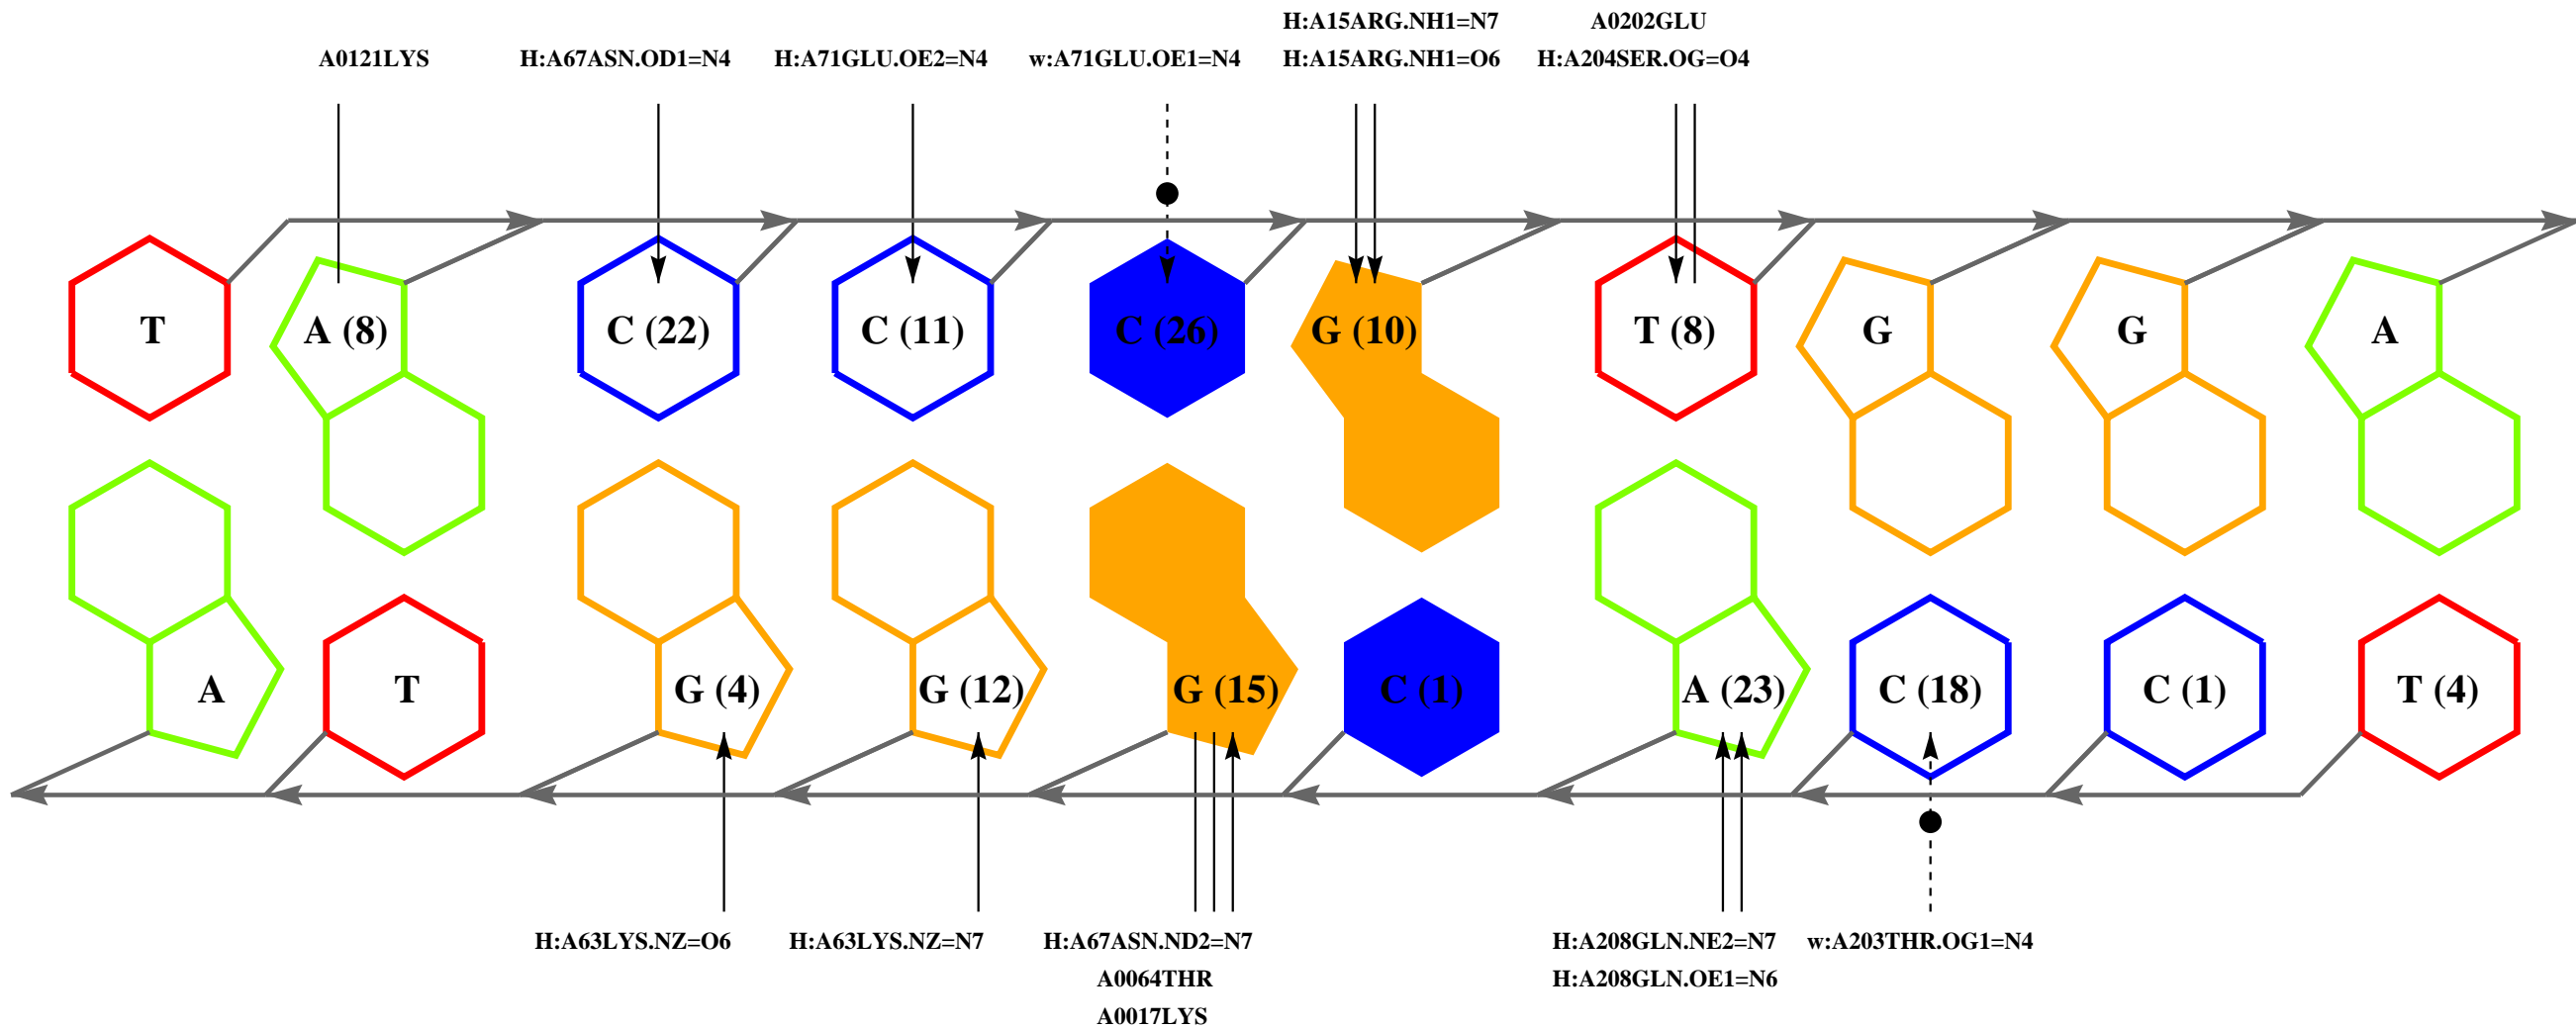 H:A15ARG.NH1=N7 A0202GLU
A0121LYS H:A67ASN.OD1=N4 H:A71GLU.OE2=N4 w:A71GLU.OE1=N4 H:A15ARG.NH1=O6 H:A204SER.OG=O4
T A (8) C (22) C (11) C (26) G (10) T (8) G G A
A T G (4) G (12) G (15) C (1) A (23) C (18) C (1) T (4)
H:A63LYS.NZ=O6 H:A63LYS.NZ=N7 H:A67ASN.ND2=N7 H:A208GLN.NE2=N7 w:A203THR.OG1=N4
A0064THR H:A208GLN.OE1=N6
A0017LYS